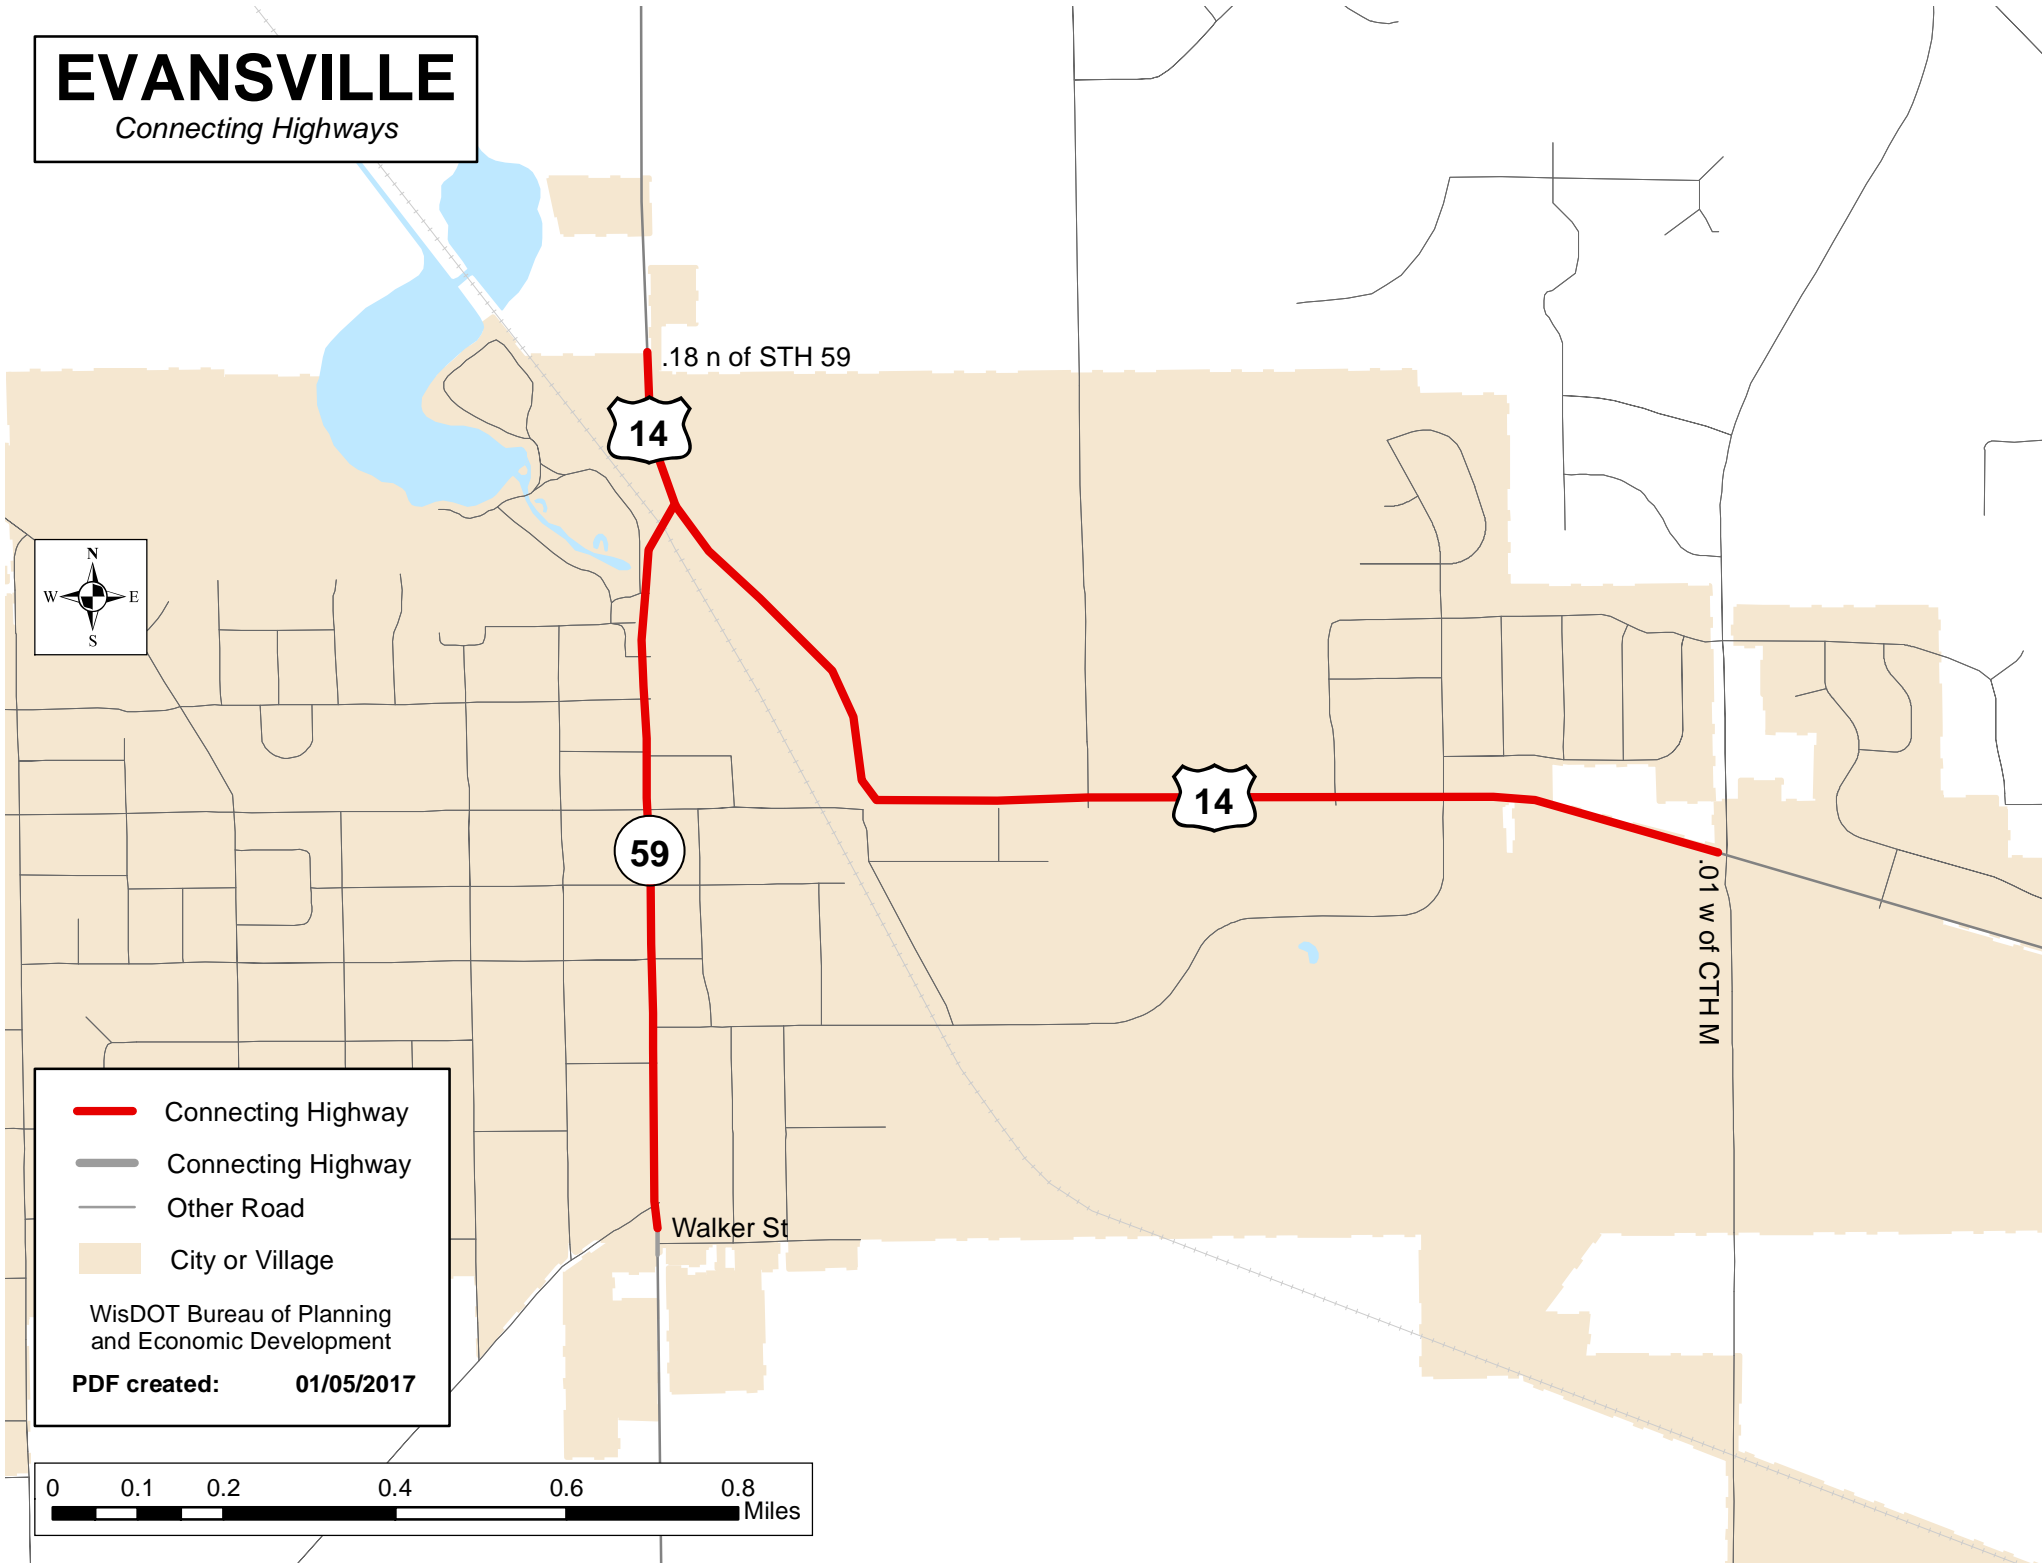 EVANSVILLE
Connecting Highways
.18 n of STH 59
14
N
W E
S
14
59
.01 w of CTH M
Walker St
Connecting Highway
Connecting Highway
Other Road
City or Village
WisDOT Bureau of Planning
and Economic Development
PDF created: 01/05/2017
0 0.1 0.2 0.4 0.6 0.8
Miles